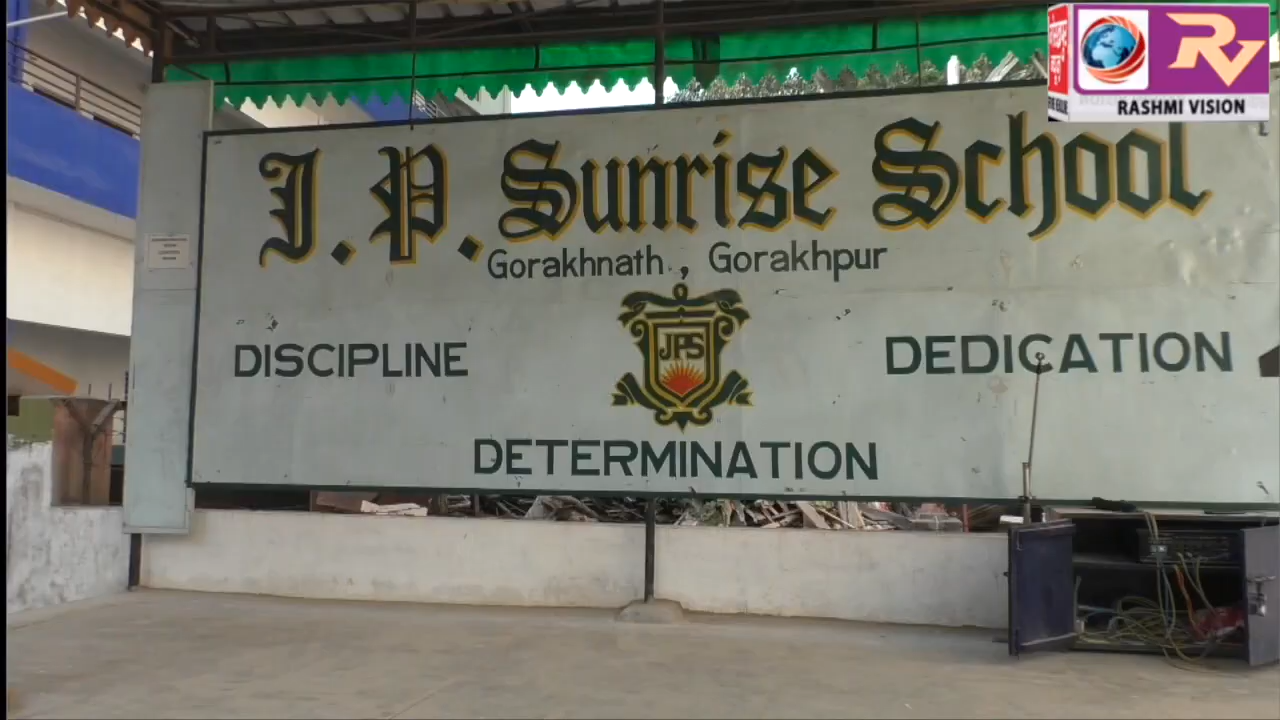 RASHMI VISION
J. P. Sunrise School
Gorakhnath, Gorakhpur
JPS
DISCIPLINE
DEDICATION
DETERMINATION